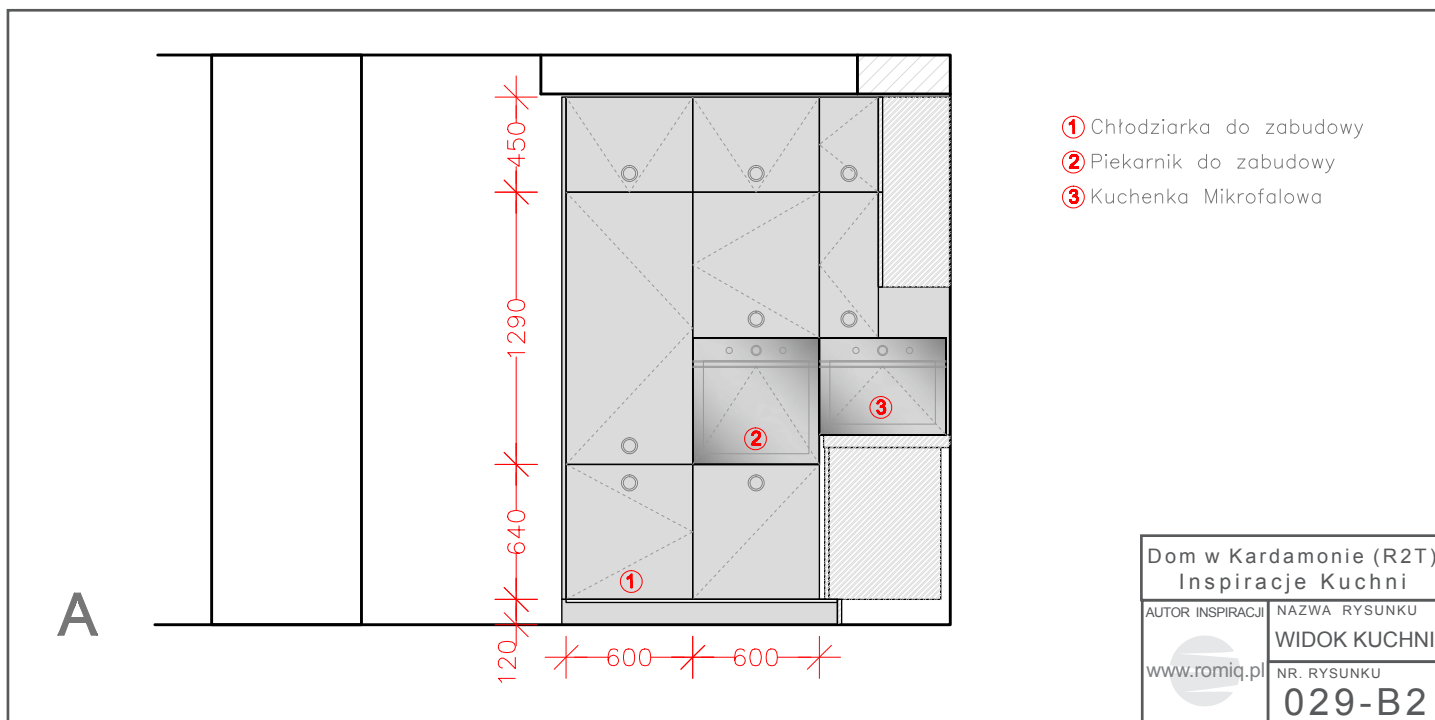 ① Chłodziarka do zabudowy
② Piekarnik do zabudowy
③ Kuchenka Mikrofalowa
450
1290
640
120
600 600
1
2
3
A
Dom w Kardamonie (R2T)
Inspiracje Kuchni
AUTOR INSPIRACJI
www.romiq.pl
NAZWA RYSUNKU
WIDOK KUCHNI
NR. RYSUNKU
029-B2